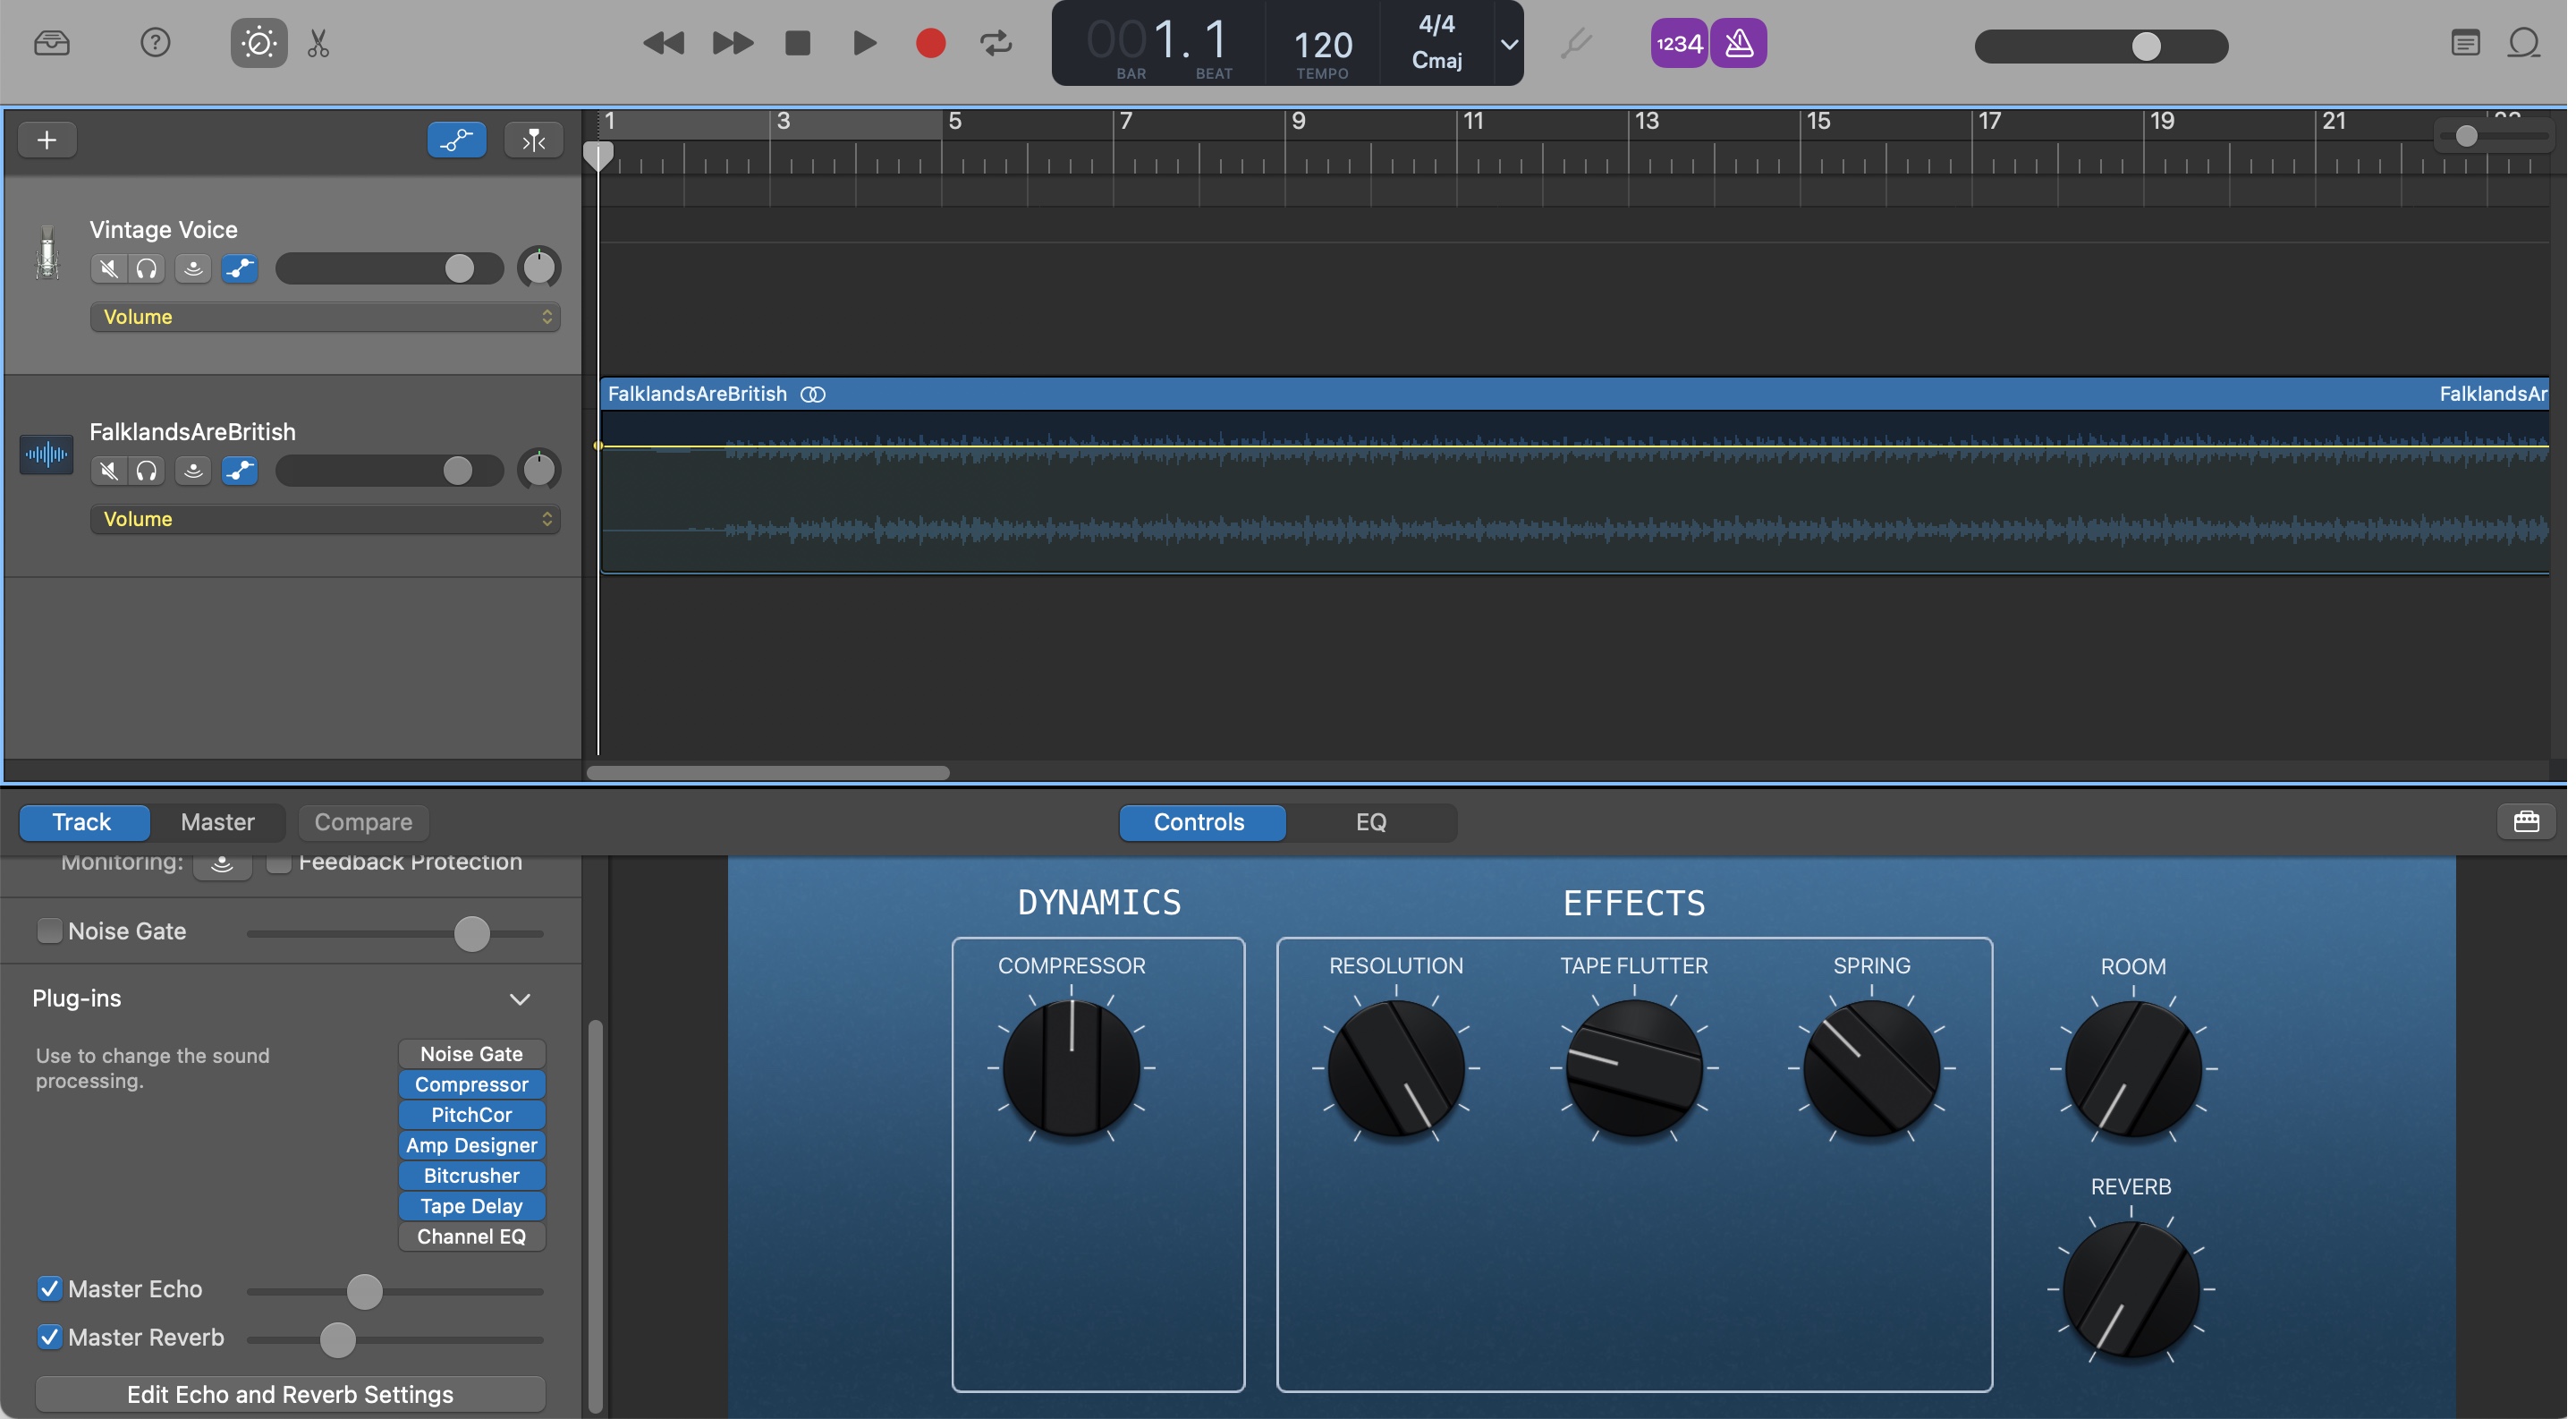 001. 1
BAR
BEAT
120
TEMPO
4/4
Cmaj
1234
1
3
5
7
9
11
13
15
17
19
21
Vintage Voice
Volume
FalklandsAreBritish
FalklandsAr
FalklandsAreBritish
Volume
Track
Master
Compare
Controls
EQ
Monitoring:
Feedback Protection
Noise Gate
Plug-ins
Use to change the sound
processing.
Noise Gate
Compressor
PitchCor
Amp Designer
Bitcrusher
Tape Delay
Channel EQ
Master Echo
Master Reverb
Edit Echo and Reverb Settings
DYNAMICS
EFFECTS
COMPRESSOR
RESOLUTION
TAPE FLUTTER
SPRING
ROOM
REVERB